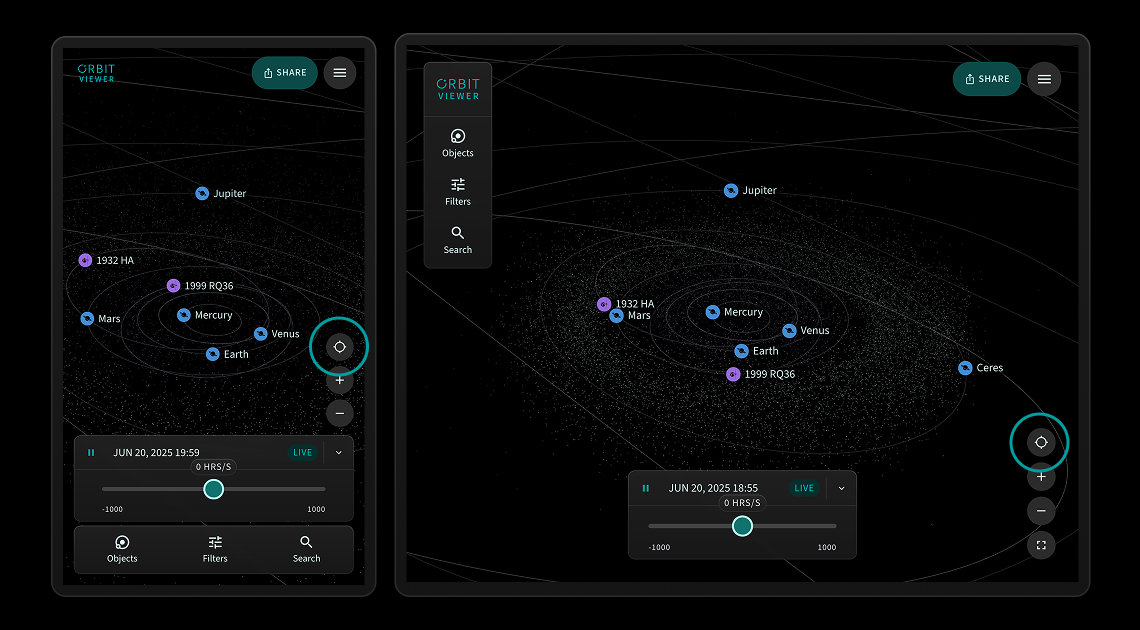 ORBIT
VIEWER
SHARE
Jupiter
1932 HA
1999 RQ36
Mercury
Mars
Venus
Earth
+
−
JUN 20, 2025 19:59
LIVE
0 HRS/S
-1000
1000
Objects
Filters
Search
ORBIT
VIEWER
Objects
Filters
Search
SHARE
Jupiter
1932 HA
Mars
Mercury
Venus
Earth
1999 RQ36
Ceres
+
−
JUN 20, 2025 18:55
LIVE
0 HRS/S
-1000
1000